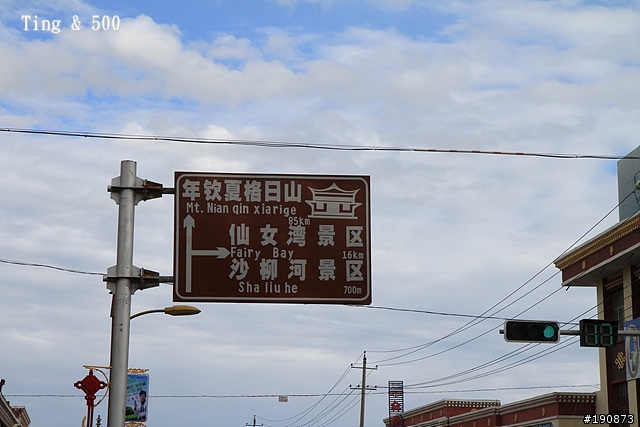 Ting & 500
年钦夏格日山
Mt. Nian qin xiarige
85km
仙女湾景区
Fairy Bay 16km
沙柳河景区
Sha liu he 700m
#190873